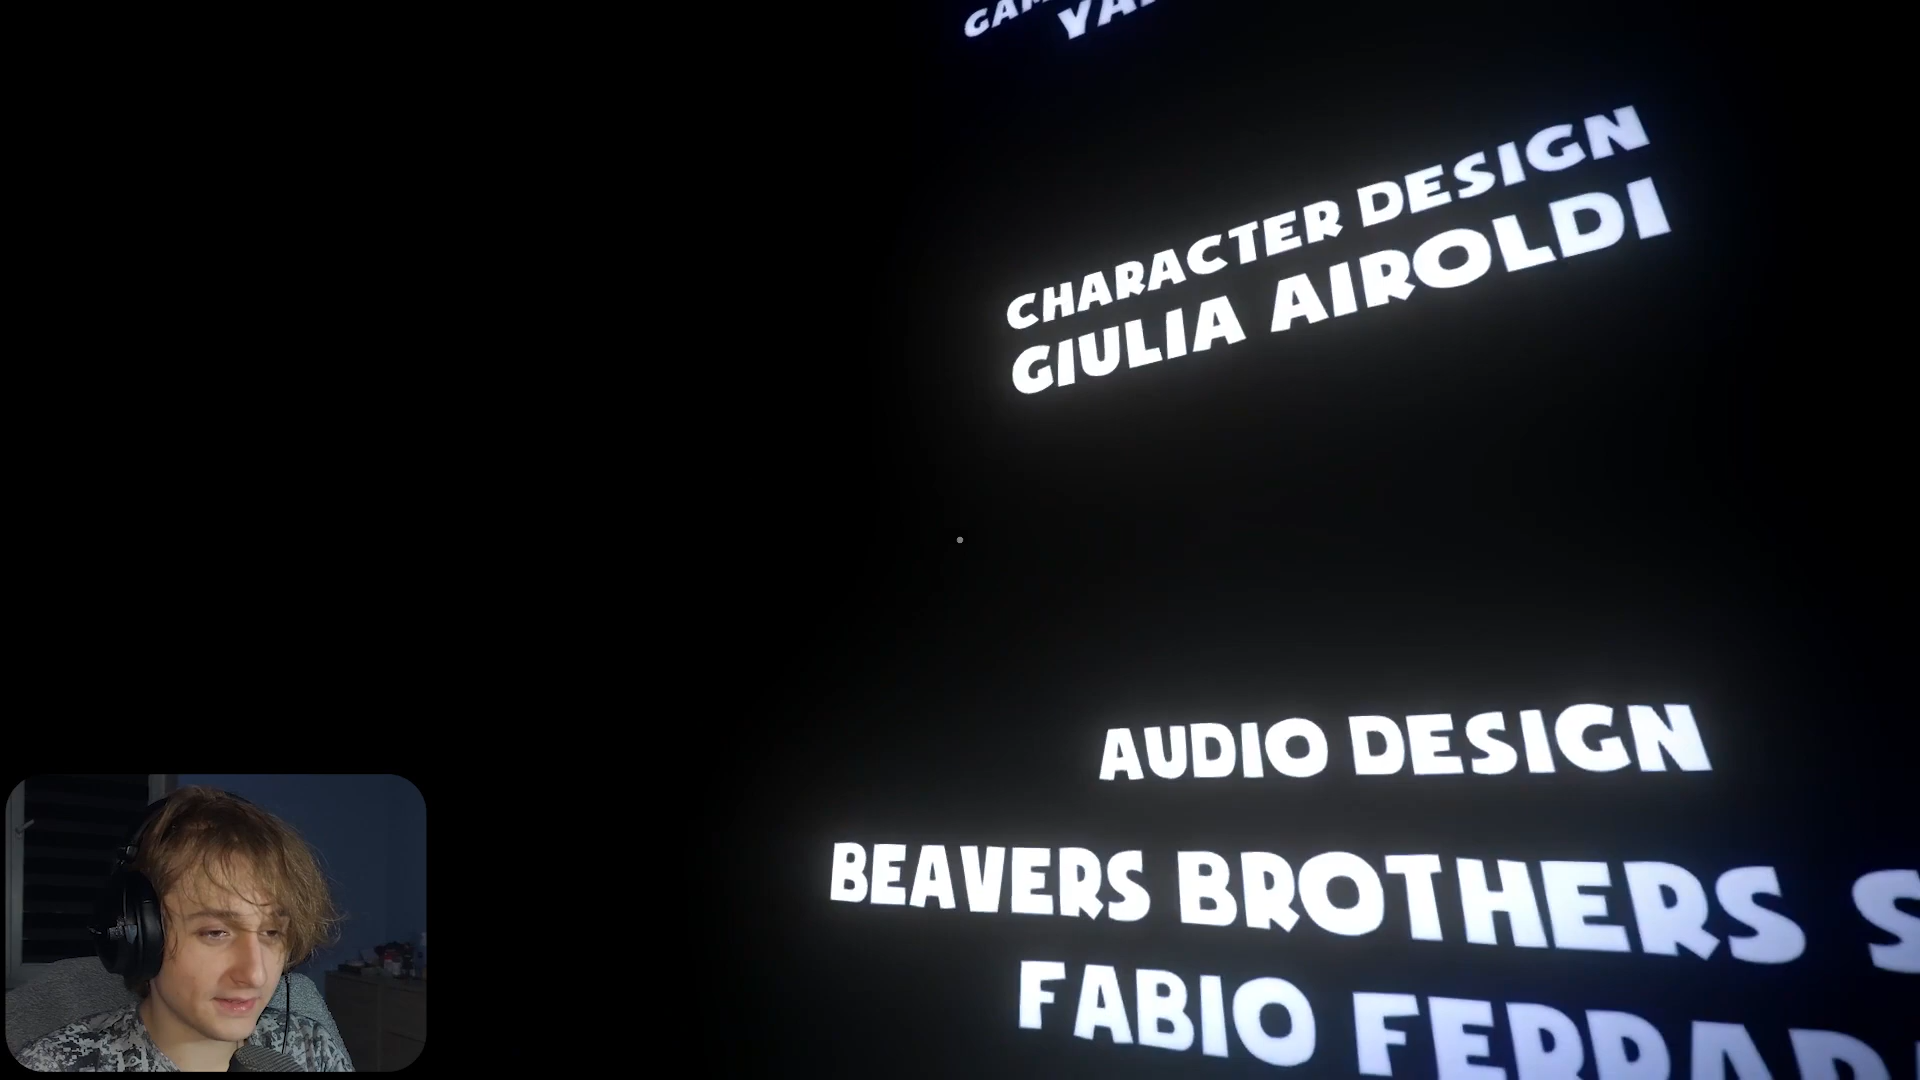 CHARACTER DESIGN
GIULIA AIROLDI
AUDIO DESIGN
BEAVERS BROTHERS
FABIO